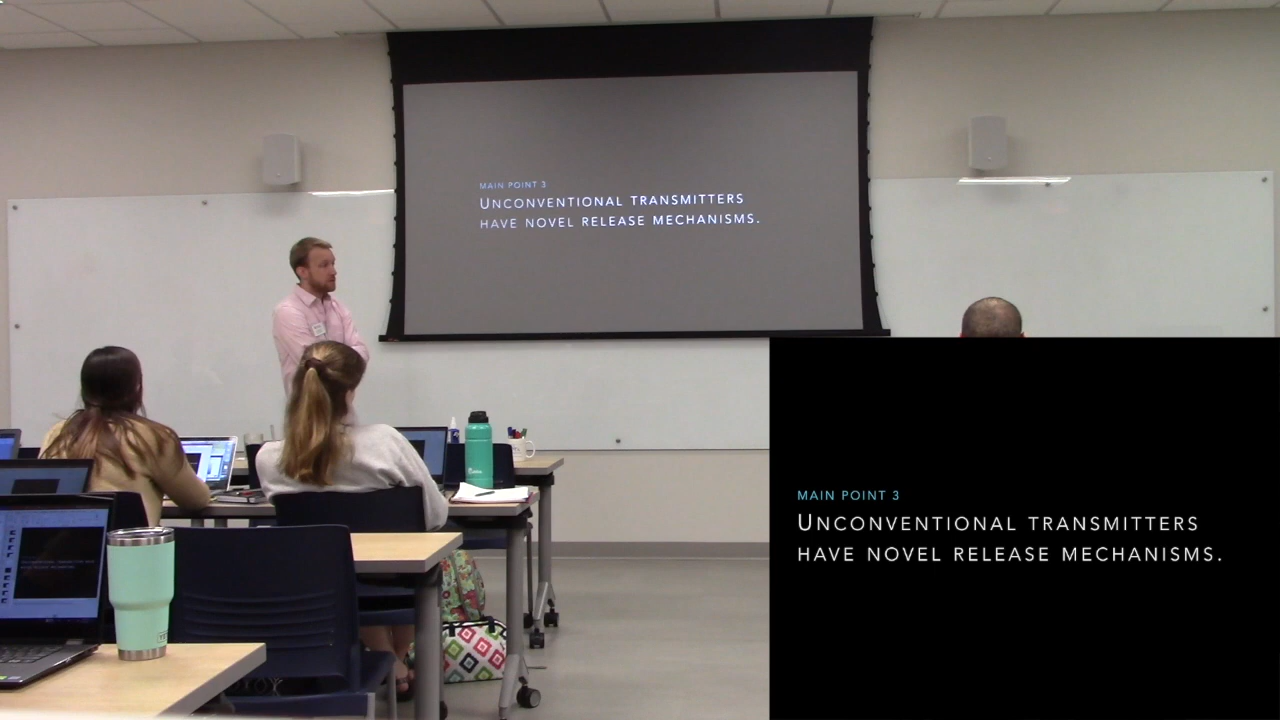 MAIN POINT 3
UNCONVENTIONAL TRANSMITTERS
HAVE NOVEL RELEASE MECHANISMS.
MAIN POINT 3
UNCONVENTIONAL TRANSMITTERS
HAVE NOVEL RELEASE MECHANISMS.